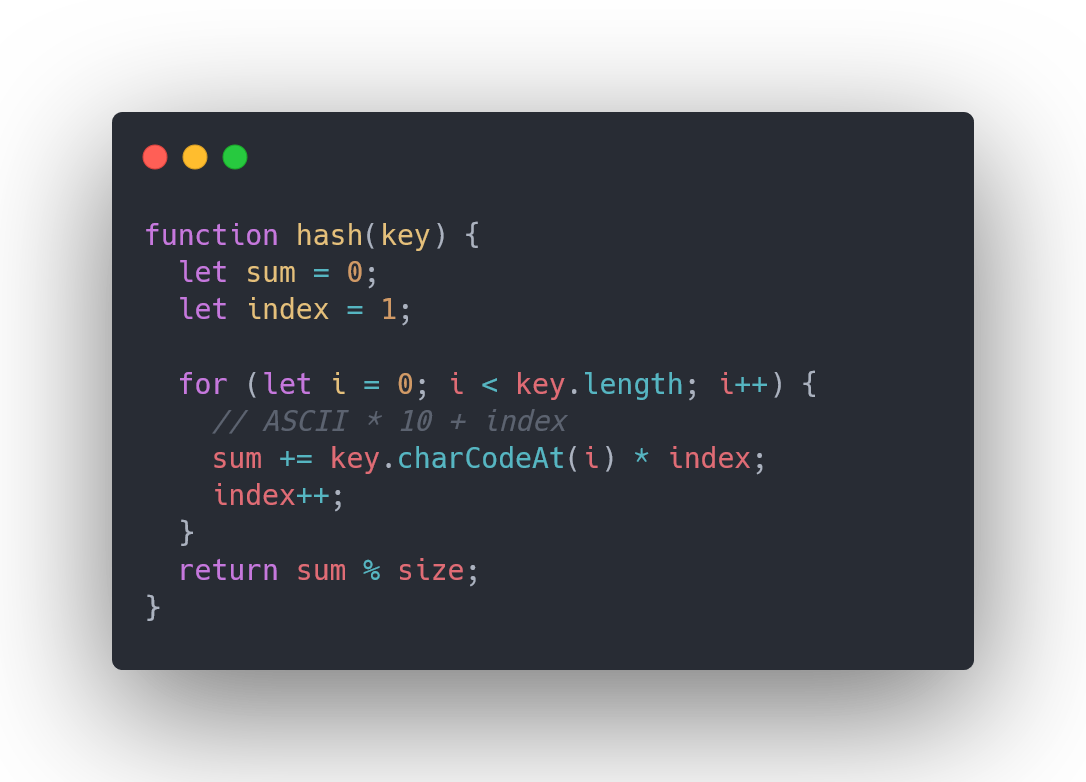 function hash(key) {
  let sum = 0;
  let index = 1;

  for (let i = 0; i < key.length; i++) {
    // ASCII * 10 + index
    sum += key.charCodeAt(i) * index;
    index++;
  }
  return sum % size;
}